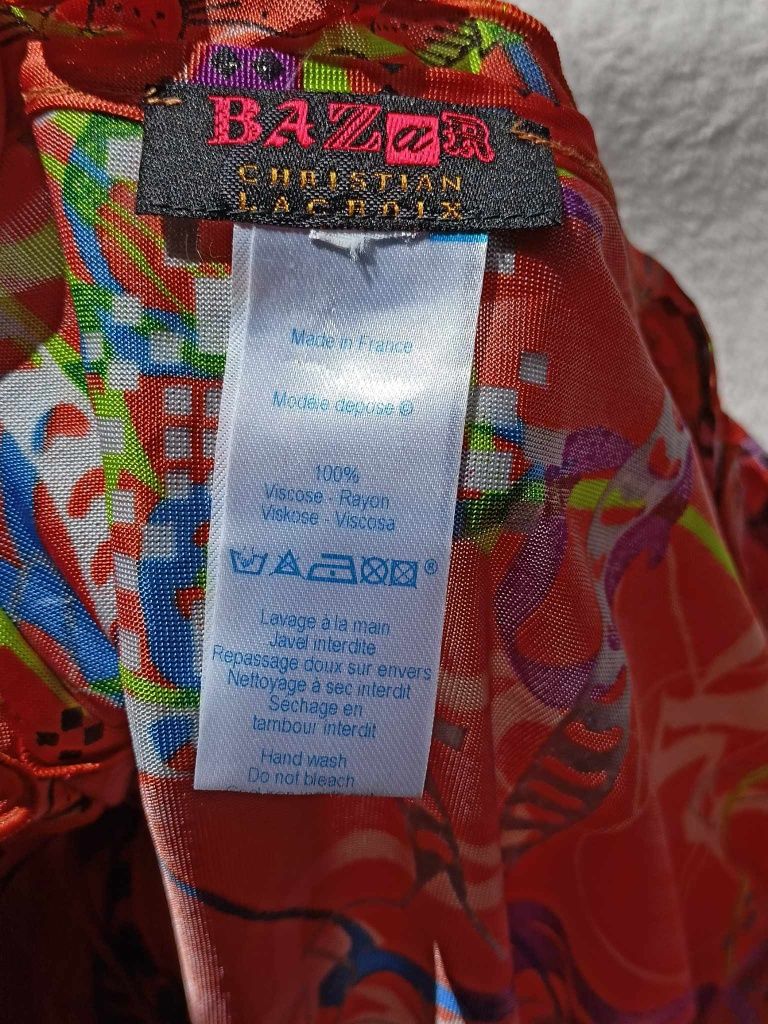 BAZaR
CHRISTIAN
LACROIX
Made in France
Modèle déposé ©
100%
Viscose - Rayon
Viskose - Viscosa
®
Lavage à la main
Javel interdite
Repassage doux sur envers
Nettoyage à sec interdit
Sechage en
tambour interdit
Hand wash
Do not bleach